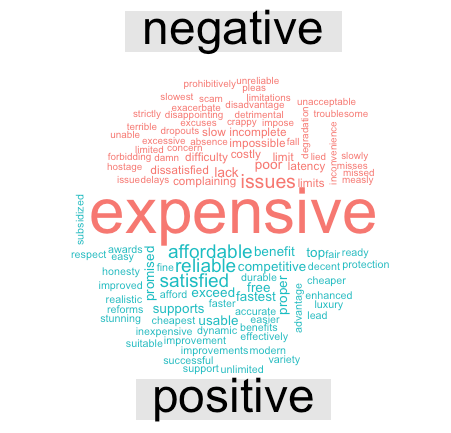 negative
prohibitively unreliable
pleas
slowest scam limitations
exacerbate disadvantage unacceptable
strictly disappointing detrimental troublesome
excuses crappy impose
terrible dropouts slow incomplete degradation
unable
excessive absence impossible fall
limited concern
forbidding damn difficulty costly limit lied slowly
hostage dissatisfied lack poor latency misses
inconvenience missed
issue delays complaining issues limits measly
expensive
subsidized
respect awards affordable benefit top fair ready
easy promised
honesty fine reliable competitive decent protection
improved satisfied durable free proper cheaper
realistic afford exceed fastest enhanced
reforms supports faster advantage luxury
stunning cheapest usable accurate lead
easier
inexpensive dynamic benefits
suitable improvement effectively
improvements modern
successful variety
support unlimited
positive